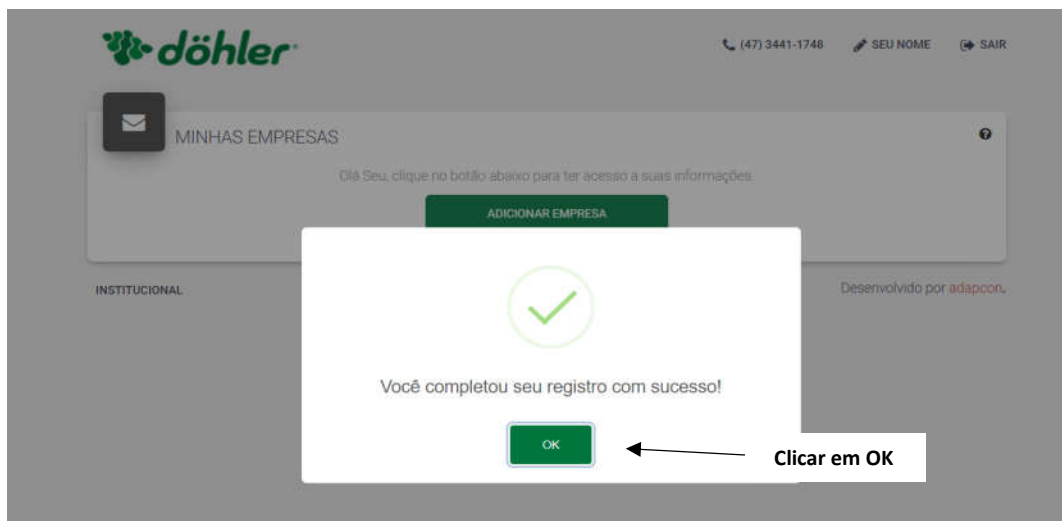 döhler
(47) 3441-1748 SEU NOME SAIR
MINHAS EMPRESAS
Olá Seu, clique no botão abaixo para ter acesso a suas informações.
ADICIONAR EMPRESA
INSTITUCIONAL
Desenvolvido por adapcon.
Você completou seu registro com sucesso!
OK
Clicar em OK